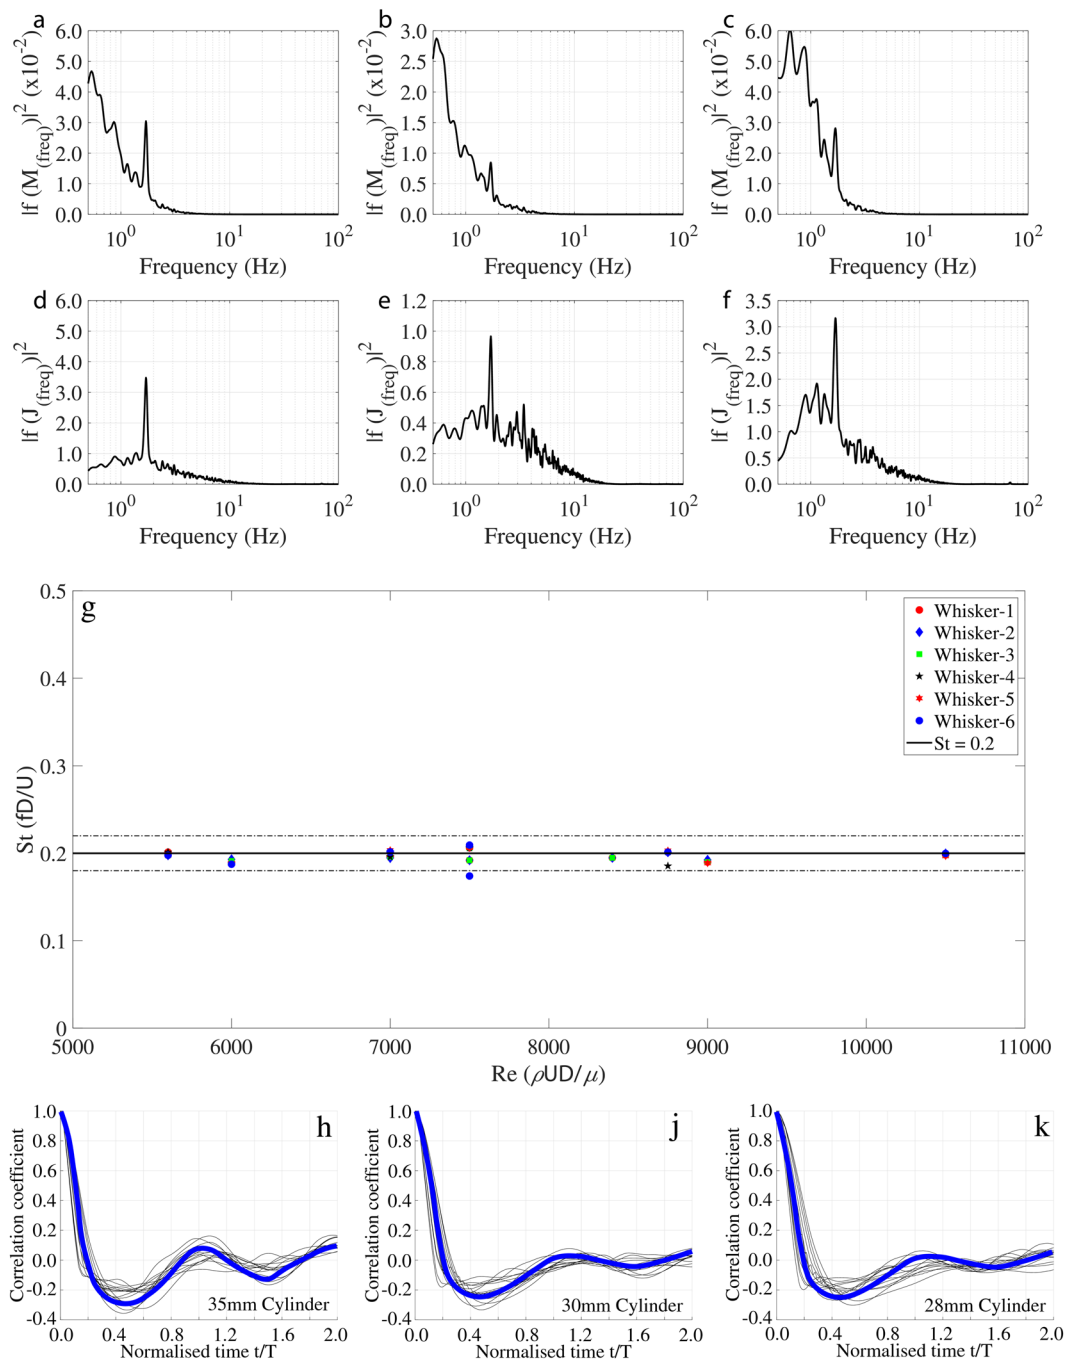 a
b
c
|f (M(freq))|² (x10⁻²)
6.0
5.0
4.0
3.0
2.0
1.0
0.0
10⁰ 10¹ 10²
Frequency (Hz)
|f (M(freq))|² (x10⁻²)
3.0
2.5
2.0
1.5
1.0
0.5
0.0
10⁰ 10¹ 10²
Frequency (Hz)
|f (M(freq))|² (x10⁻²)
6.0
5.0
4.0
3.0
2.0
1.0
0.0
10⁰ 10¹ 10²
Frequency (Hz)
d
e
f
|f (J(freq))|²
6.0
5.0
4.0
3.0
2.0
1.0
0.0
10⁰ 10¹ 10²
Frequency (Hz)
|f (J(freq))|²
1.2
1.0
0.8
0.6
0.4
0.2
0.0
10⁰ 10¹ 10²
Frequency (Hz)
|f (J(freq))|²
3.5
3.0
2.5
2.0
1.5
1.0
0.5
0.0
10⁰ 10¹ 10²
Frequency (Hz)
g
St (fD/U)
0.5
0.4
0.3
0.2
0.1
0
Whisker-1
Whisker-2
Whisker-3
Whisker-4
Whisker-5
Whisker-6
St = 0.2
5000 6000 7000 8000 9000 10000 11000
Re (ρUD/μ)
h
Correlation coefficient
1.0
0.8
0.6
0.4
0.2
0.0
-0.2
-0.4
35mm Cylinder
0.0 0.4 0.8 1.2 1.6 2.0
Normalised time t/T
j
Correlation coefficient
1.0
0.8
0.6
0.4
0.2
0.0
-0.2
-0.4
30mm Cylinder
0.0 0.4 0.8 1.2 1.6 2.0
Normalised time t/T
k
Correlation coefficient
1.0
0.8
0.6
0.4
0.2
0.0
-0.2
-0.4
28mm Cylinder
0.0 0.4 0.8 1.2 1.6 2.0
Normalised time t/T